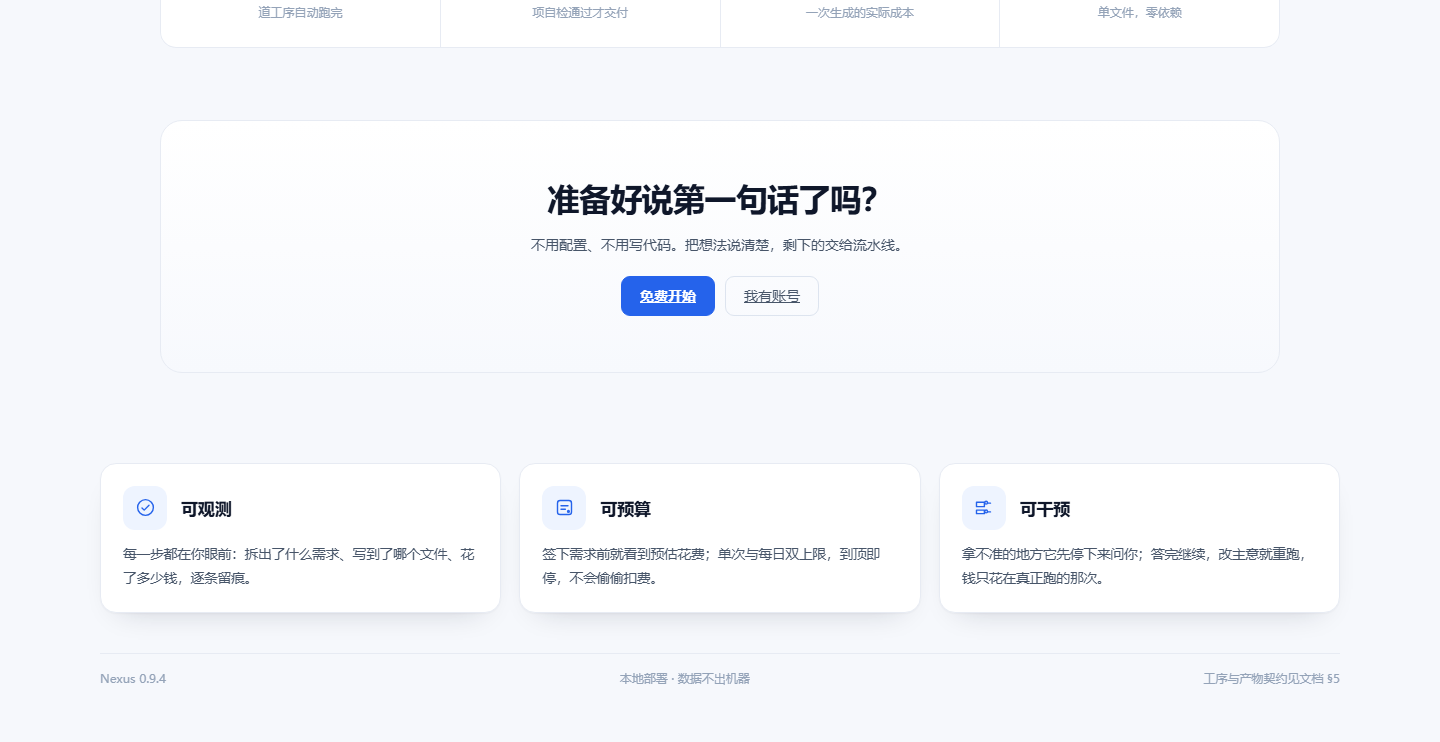 道工序自动跑完
项目检通过才交付
一次生成的实际成本
单文件，零依赖
准备好说第一句话了吗？
不用配置、不用写代码。把想法说清楚，剩下的交给流水线。
免费开始
我有账号
可观测
每一步都在你眼前：拆出了什么需求、写到了哪个文件、花
了多少钱，逐条留痕。
可预算
签下需求前就看到预估花费；单次与每日双上限，到顶即
停，不会偷偷扣费。
可干预
拿不准的地方它先停下来问你；答完继续，改主意就重跑，
钱只花在真正跑的那次。
Nexus 0.9.4
本地部署 · 数据不出机器
工序与产物契约见文档 §5